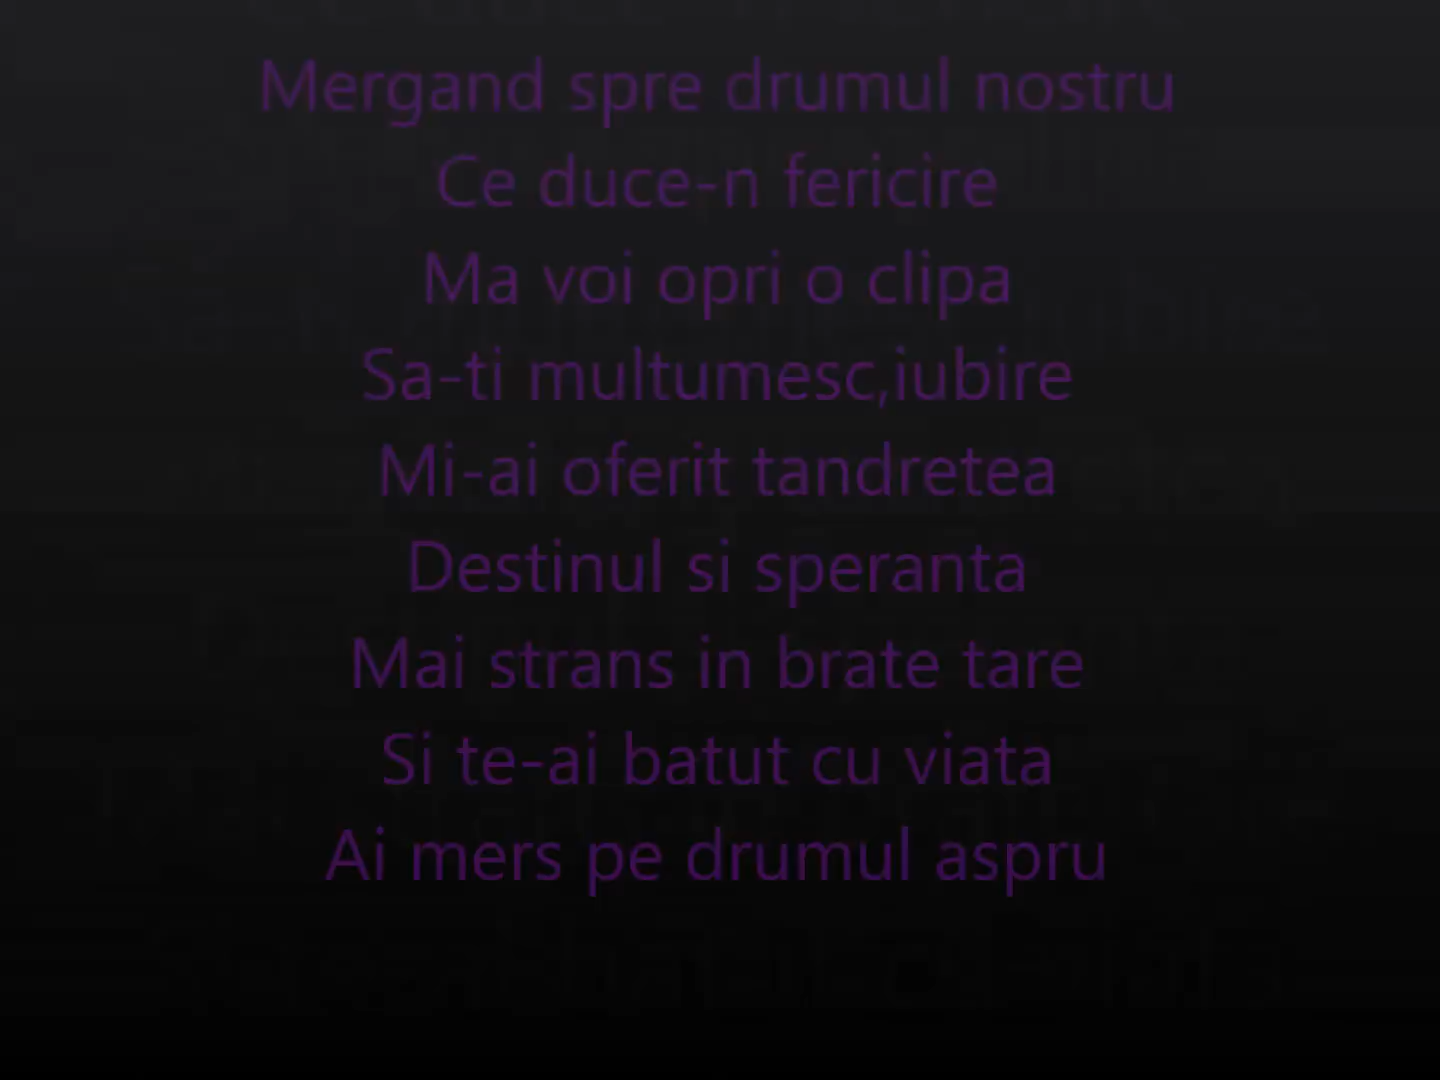 Mergand spre drumul nostru
Ce duce-n fericire
Ma voi opri o clipa
Sa-ti multumesc,iubire
Mi-ai oferit tandretea
Destinul si speranta
Mai strans in brate tare
Si te-ai batut cu viata
Ai mers pe drumul aspru